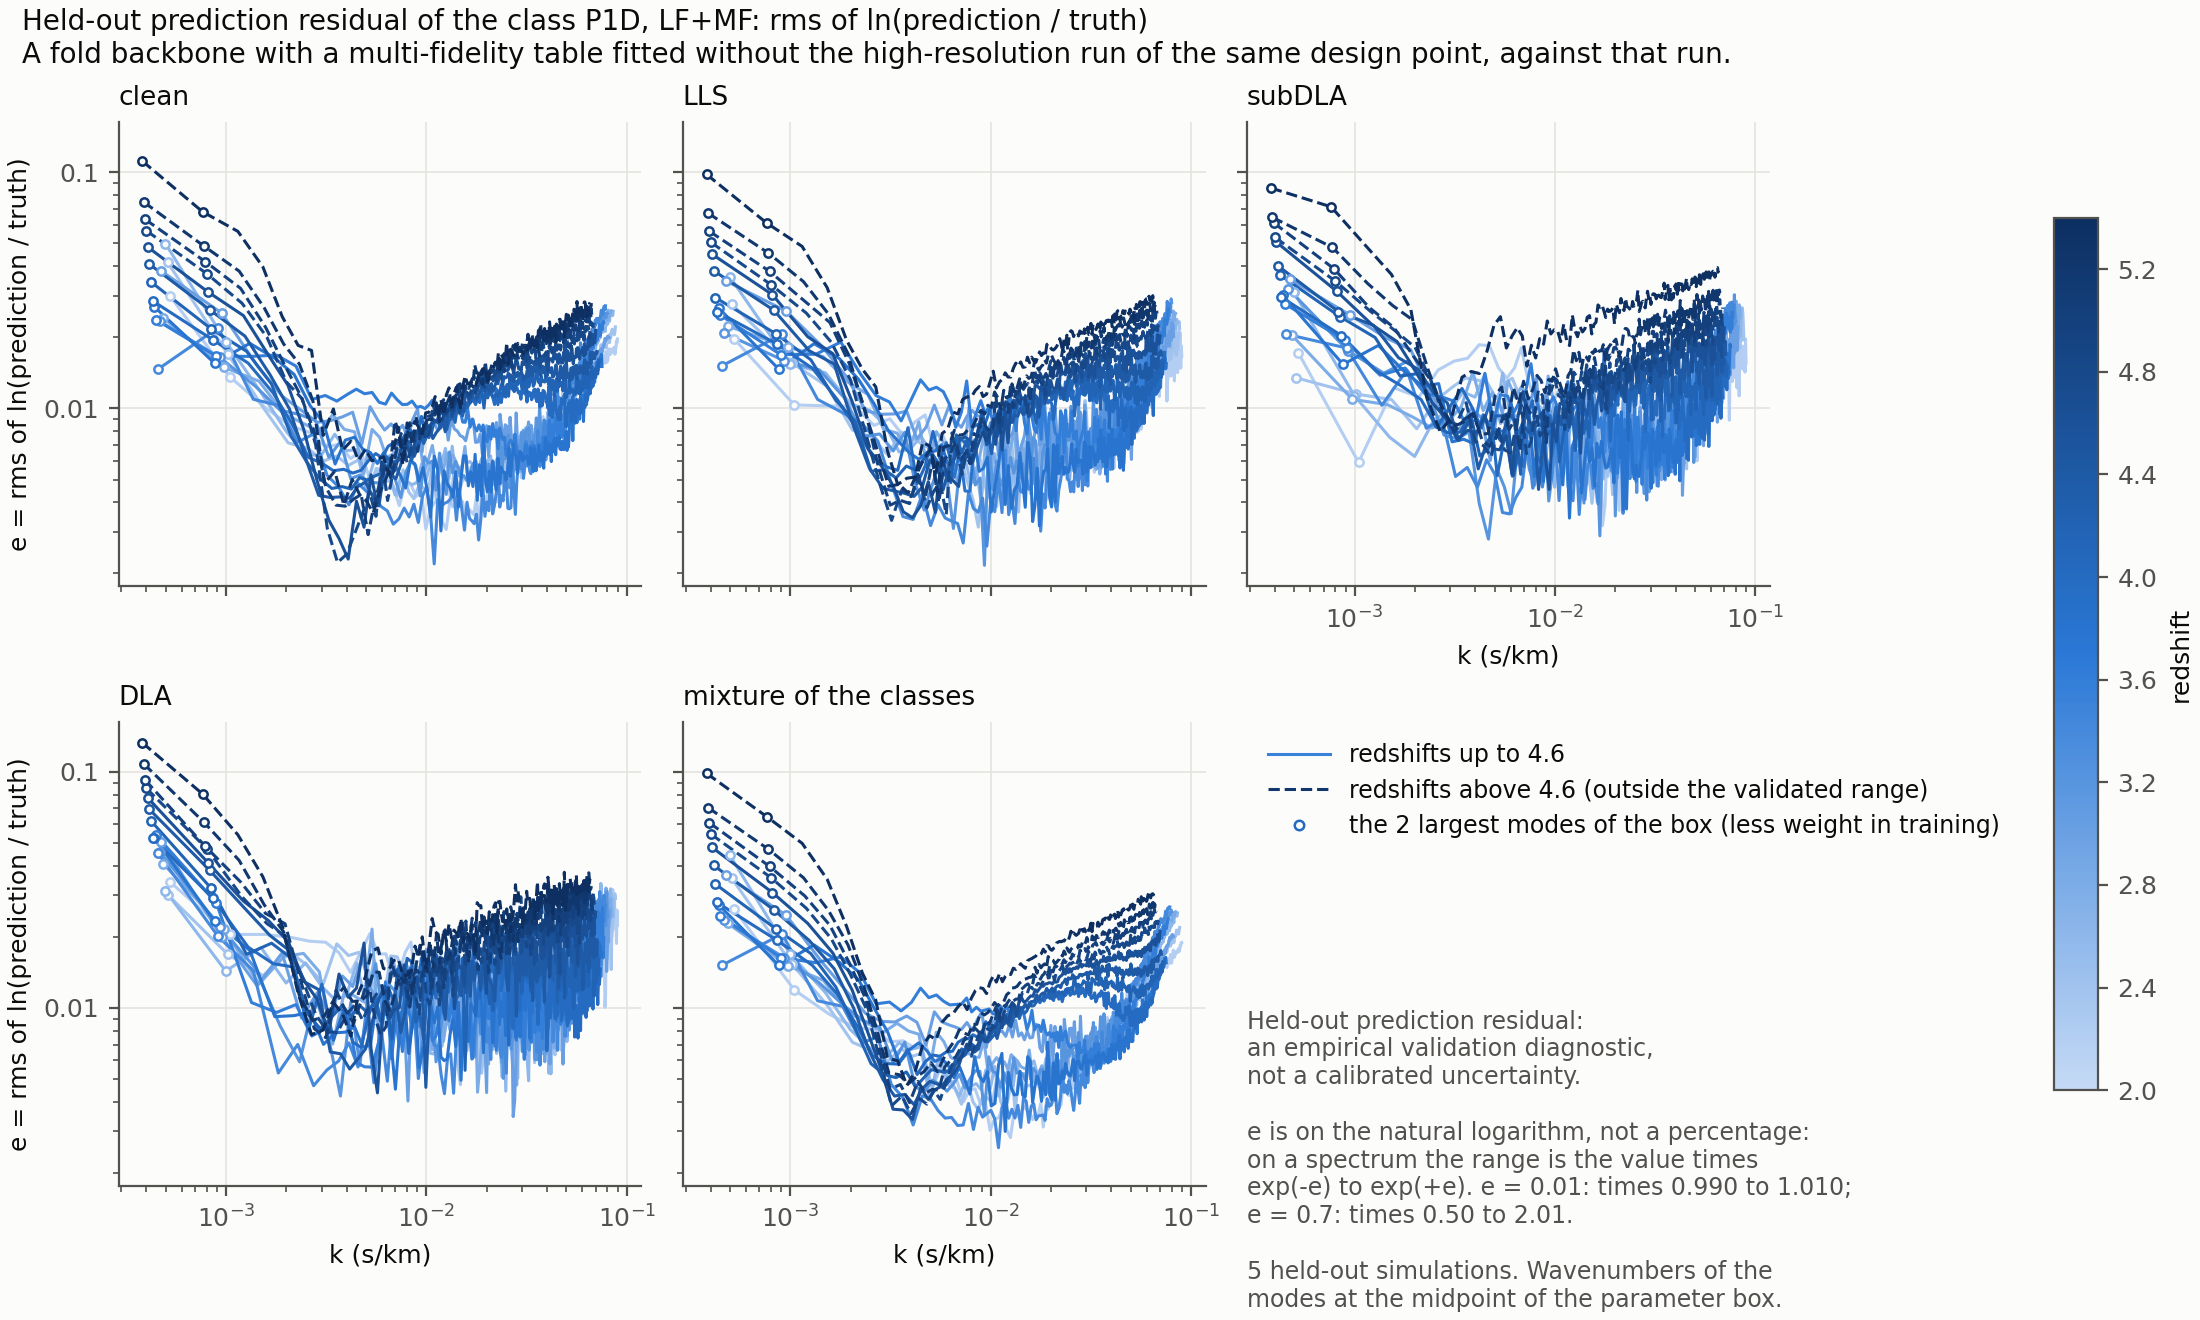 Held-out prediction residual of the class P1D, LF+MF: rms of ln(prediction / truth)
A fold backbone with a multi-fidelity table fitted without the high-resolution run of the same design point, against that run.
clean
LLS
subDLA
e = rms of ln(prediction / truth)
0.1
0.01
10⁻³
10⁻²
10⁻¹
k (s/km)
DLA
mixture of the classes
e = rms of ln(prediction / truth)
0.1
0.01
10⁻³
10⁻²
10⁻¹
k (s/km)
10⁻³
10⁻²
10⁻¹
k (s/km)
redshifts up to 4.6
redshifts above 4.6 (outside the validated range)
the 2 largest modes of the box (less weight in training)
Held-out prediction residual:
an empirical validation diagnostic,
not a calibrated uncertainty.
e is on the natural logarithm, not a percentage:
on a spectrum the range is the value times
exp(-e) to exp(+e). e = 0.01: times 0.990 to 1.010;
e = 0.7: times 0.50 to 2.01.
5 held-out simulations. Wavenumbers of the
modes at the midpoint of the parameter box.
5.2
4.8
4.4
4.0
3.6
3.2
2.8
2.4
2.0
redshift